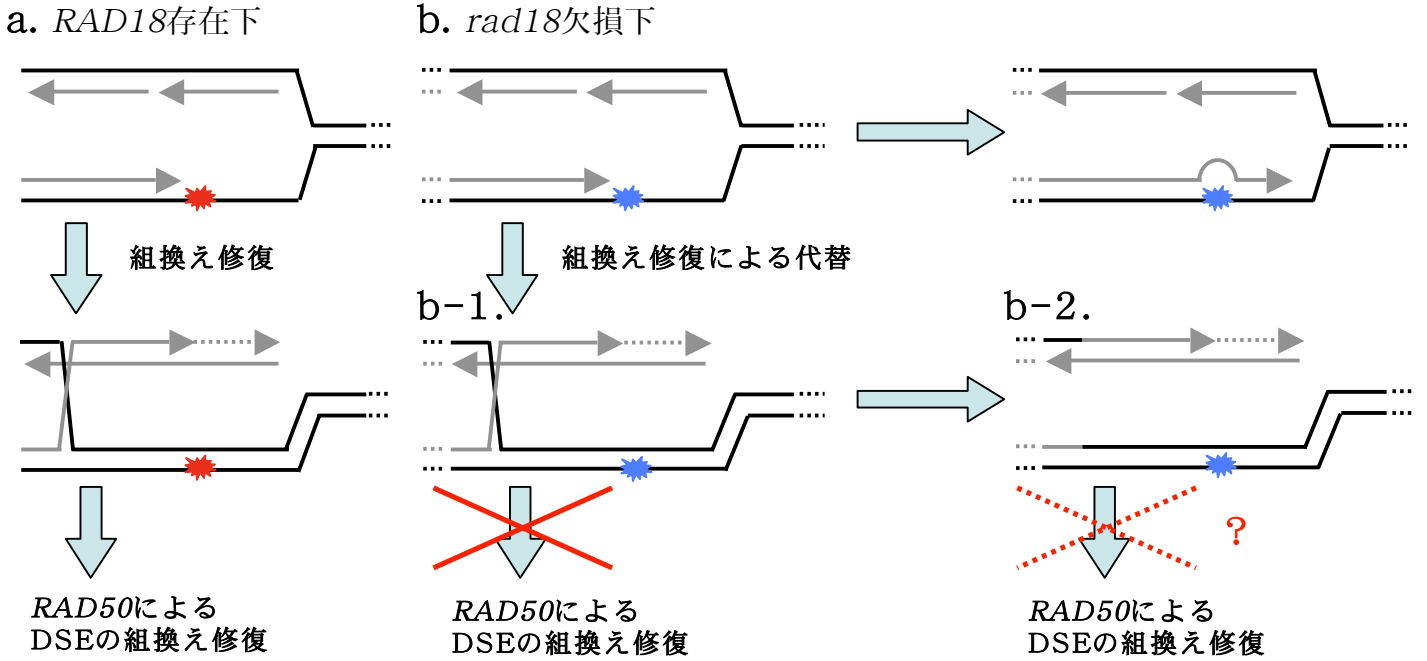 a. RAD18存在下
b. rad18欠損下
組換え修復
組換え修復による代替
b-1.
b-2.
?
RAD50による
DSEの組換え修復
RAD50による
DSEの組換え修復
RAD50による
DSEの組換え修復